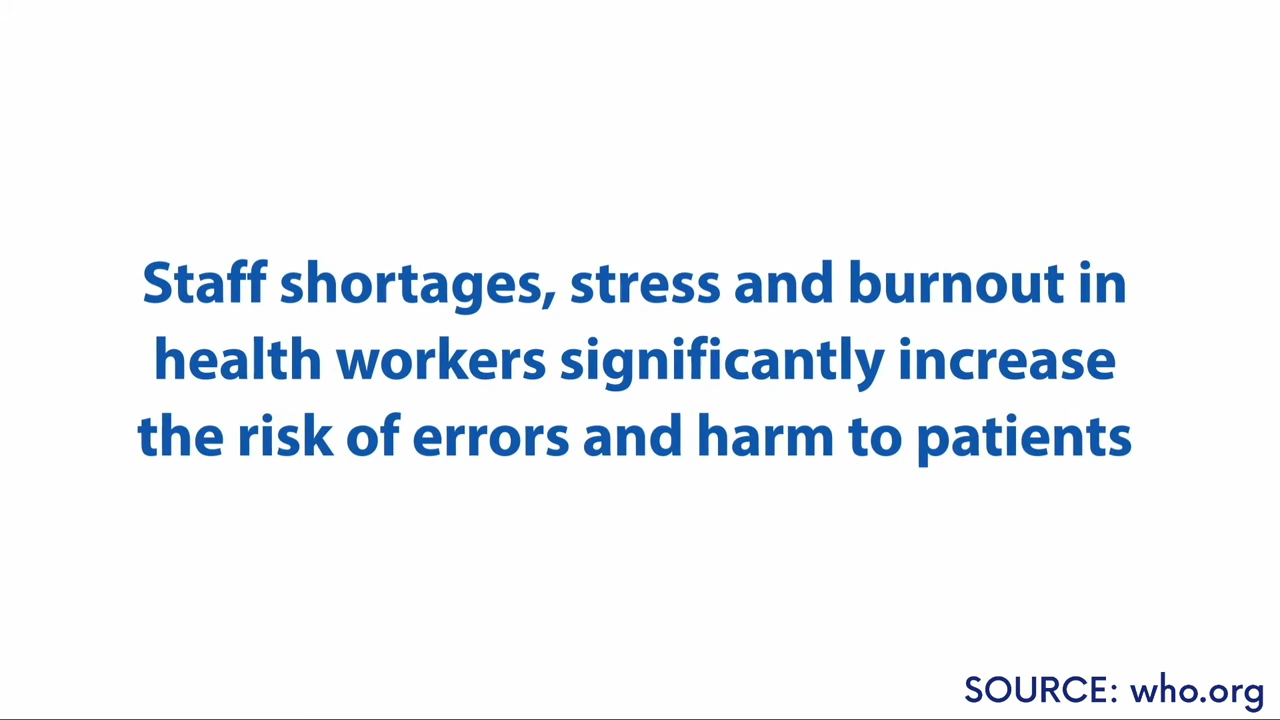 Staff shortages, stress and burnout in
health workers significantly increase
the risk of errors and harm to patients
SOURCE: who.org